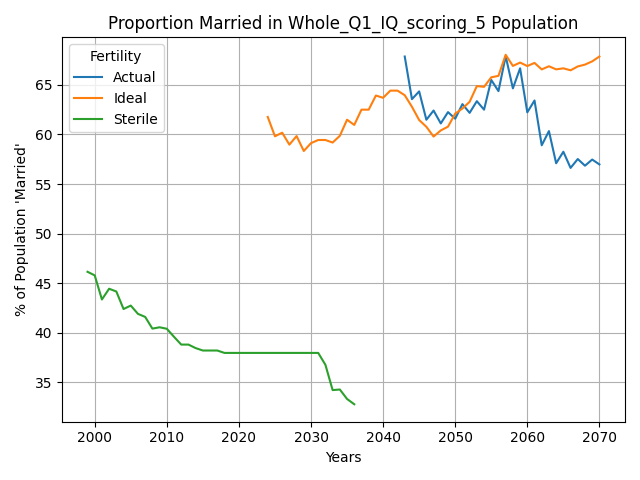 Proportion Married in Whole_Q1_IQ_scoring_5 Population
Fertility
Actual
Ideal
Sterile
% of Population 'Married'
65
60
55
50
45
40
35
2000 2010 2020 2030 2040 2050 2060 2070
Years